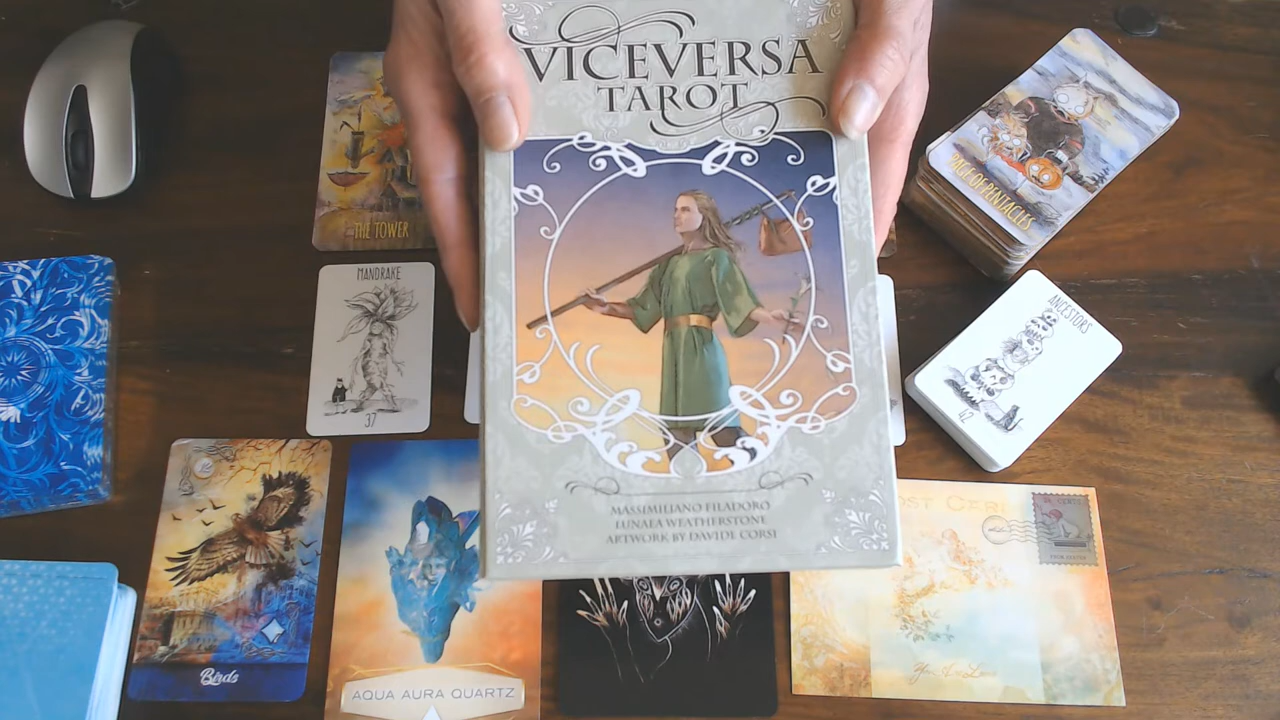 VICEVERSA
TAROT
MASSIMILIANO FILADORO
LUNAEA WEATHERSTONE
ARTWORK BY DAVIDE CORSI
THE TOWER
PAGE OF PENTACLES
MANDRAKE
37
ANCESTORS
42
Birds
AQUA AURA QUARTZ